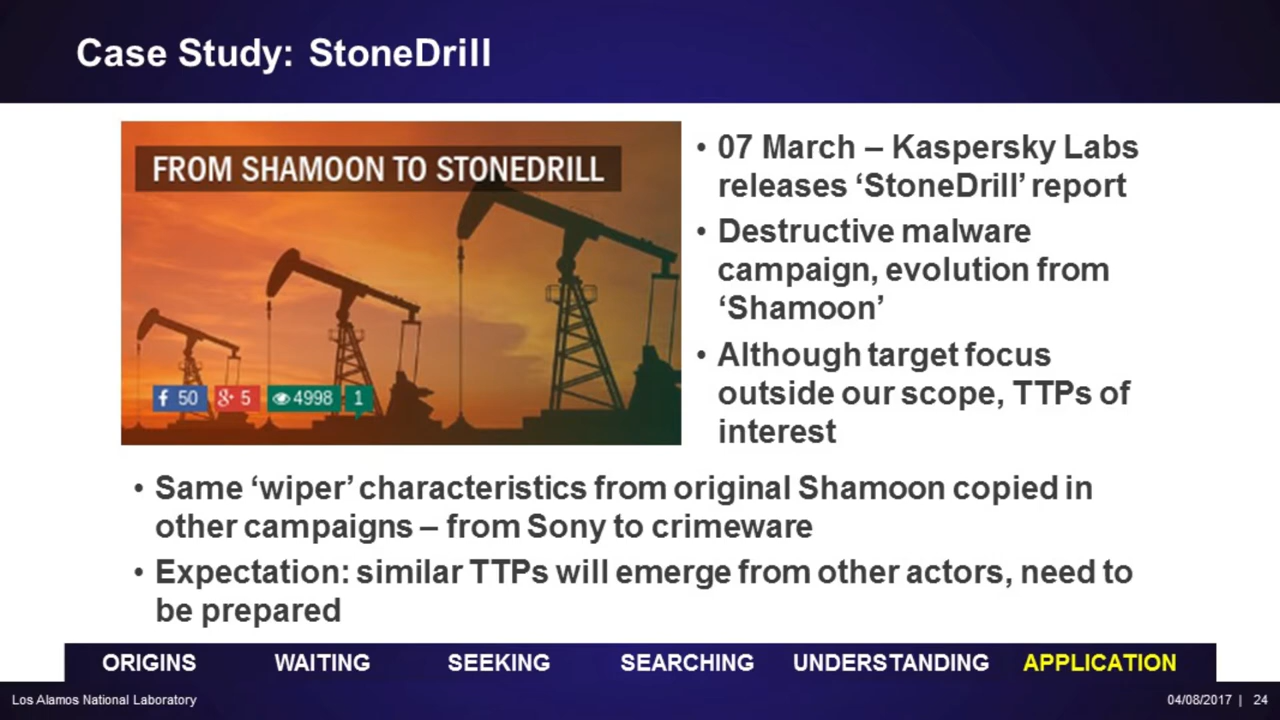 Case Study: StoneDrill
FROM SHAMOON TO STONEDRILL
50
5
4998
1
• 07 March – Kaspersky Labs
releases ‘StoneDrill’ report
• Destructive malware
campaign, evolution from
‘Shamoon’
• Although target focus
outside our scope, TTPs of
interest
• Same ‘wiper’ characteristics from original Shamoon copied in
other campaigns – from Sony to crimeware
• Expectation: similar TTPs will emerge from other actors, need to
be prepared
ORIGINS WAITING SEEKING SEARCHING UNDERSTANDING APPLICATION
Los Alamos National Laboratory 04/08/2017 | 24